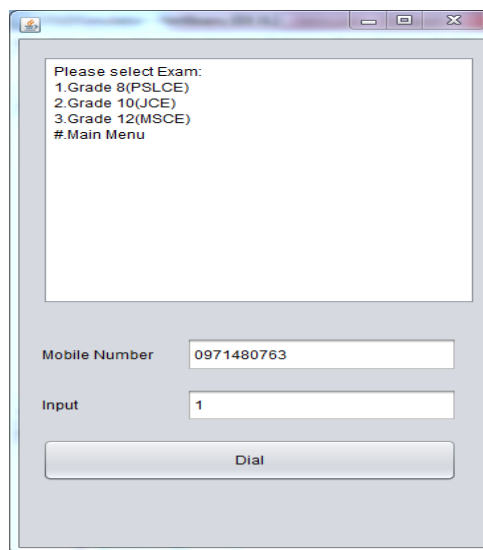 Please select Exam:
1.Grade 8(PSLCE)
2.Grade 10(JCE)
3.Grade 12(MSCE)
#.Main Menu
Mobile Number 0971480763
Input 1
Dial